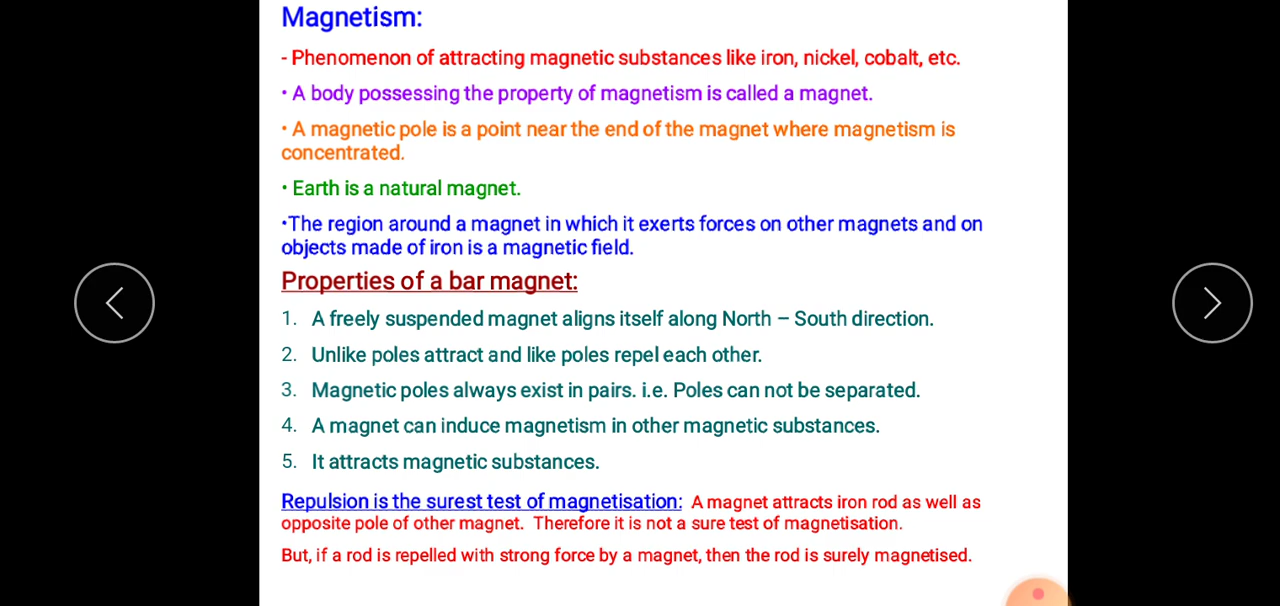 Magnetism:
- Phenomenon of attracting magnetic substances like iron, nickel, cobalt, etc.
• A body possessing the property of magnetism is called a magnet.
• A magnetic pole is a point near the end of the magnet where magnetism is
concentrated.
• Earth is a natural magnet.
•The region around a magnet in which it exerts forces on other magnets and on
objects made of iron is a magnetic field.
Properties of a bar magnet:
1. A freely suspended magnet aligns itself along North – South direction.
2. Unlike poles attract and like poles repel each other.
3. Magnetic poles always exist in pairs. i.e. Poles can not be separated.
4. A magnet can induce magnetism in other magnetic substances.
5. It attracts magnetic substances.
Repulsion is the surest test of magnetisation: A magnet attracts iron rod as well as
opposite pole of other magnet. Therefore it is not a sure test of magnetisation.
But, if a rod is repelled with strong force by a magnet, then the rod is surely magnetised.